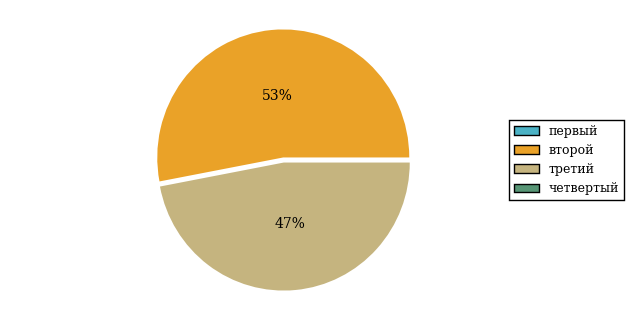 53%
47%
первый
второй
третий
четвертый